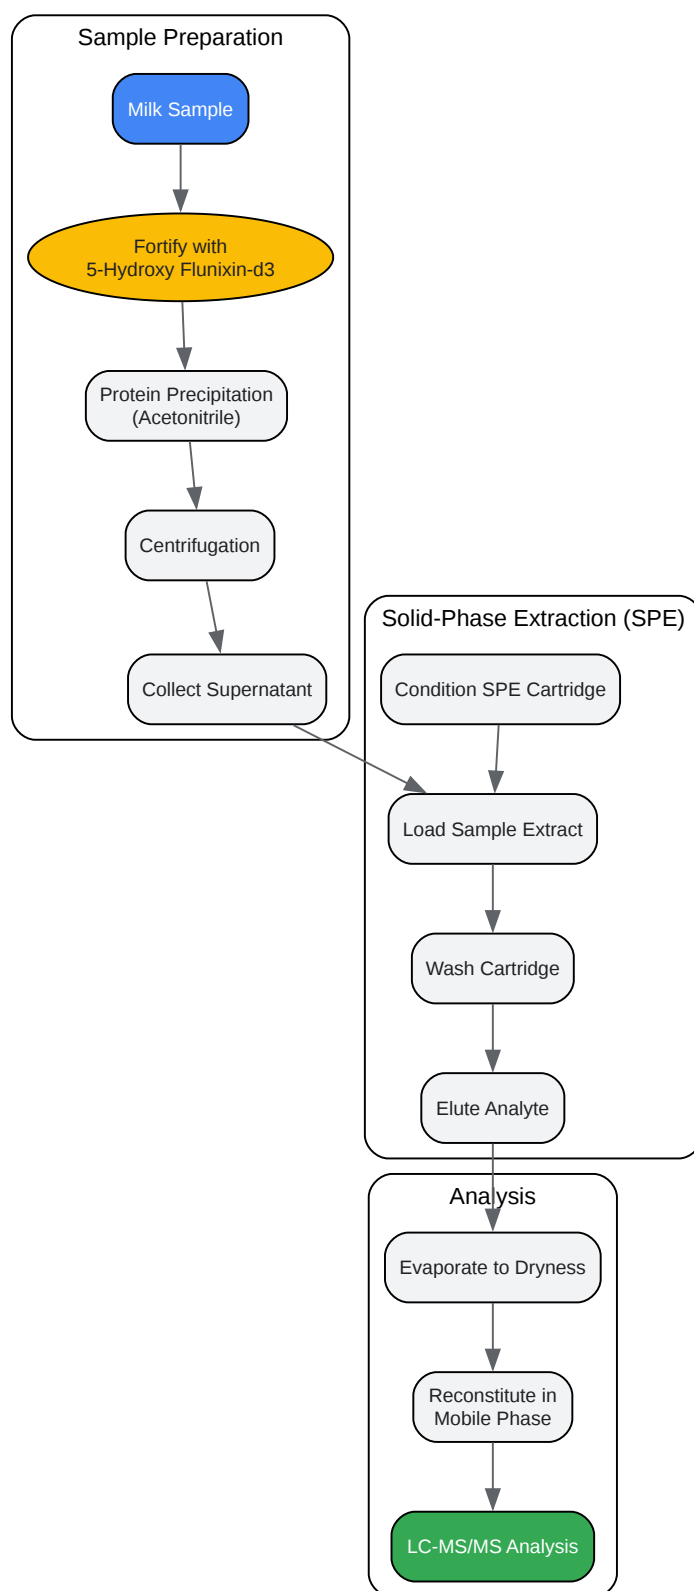 Sample Preparation
Milk Sample
Fortify with
5-Hydroxy Flunixin-d3
Protein Precipitation
(Acetonitrile)
Centrifugation
Collect Supernatant
Solid-Phase Extraction (SPE)
Condition SPE Cartridge
Load Sample Extract
Wash Cartridge
Elute Analyte
Analysis
Evaporate to Dryness
Reconstitute in
Mobile Phase
LC-MS/MS Analysis